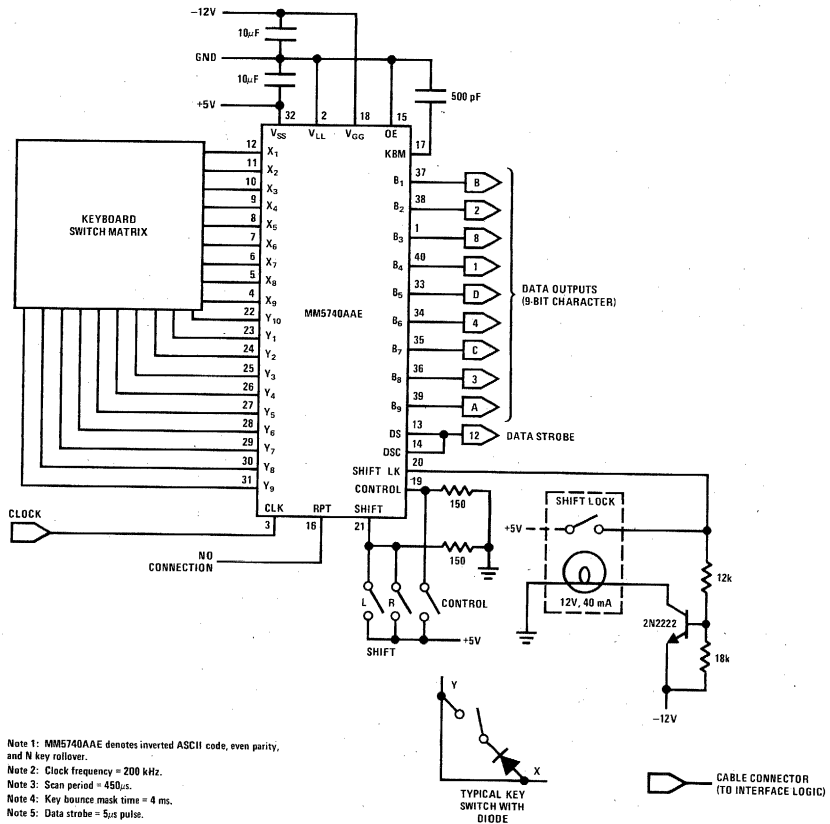 -12V
10μF
GND
10μF
+5V
500 pF
32 2 18 15
VSS VLL VGG OE
KBM 17
KEYBOARD
SWITCH MATRIX
MM5740AAE
12 X1
11 X2
10 X3
9 X4
8 X5
7 X6
6 X7
5 X8
4 X9
22 Y10
23 Y1
24 Y2
25 Y3
26 Y4
27 Y5
28 Y6
29 Y7
30 Y8
31 Y9
B1 37 B
B2 38 2
B3 1 8
B4 40 1
B5 33 D
B6 34 4
B7 35 C
B8 36 3
B9 39 A
DATA OUTPUTS
(9-BIT CHARACTER)
DS 13 12 DATA STROBE
DSC 14
SHIFT LK 20
CONTROL 19
CLK RPT SHIFT
3 16 21
CLOCK
NO
CONNECTION
150
150
L R CONTROL
SHIFT
+5V
SHIFT LOCK
+5V
12V, 40 mA
12k
2N2222
18k
-12V
Y
X
TYPICAL KEY
SWITCH WITH
DIODE
CABLE CONNECTOR
(TO INTERFACE LOGIC)
Note 1: MM5740AAE denotes inverted ASCII code, even parity,
and N key rollover.
Note 2: Clock frequency = 200 kHz.
Note 3: Scan period = 450μs.
Note 4: Key bounce mask time = 4 ms.
Note 5: Data strobe = 5μs pulse.